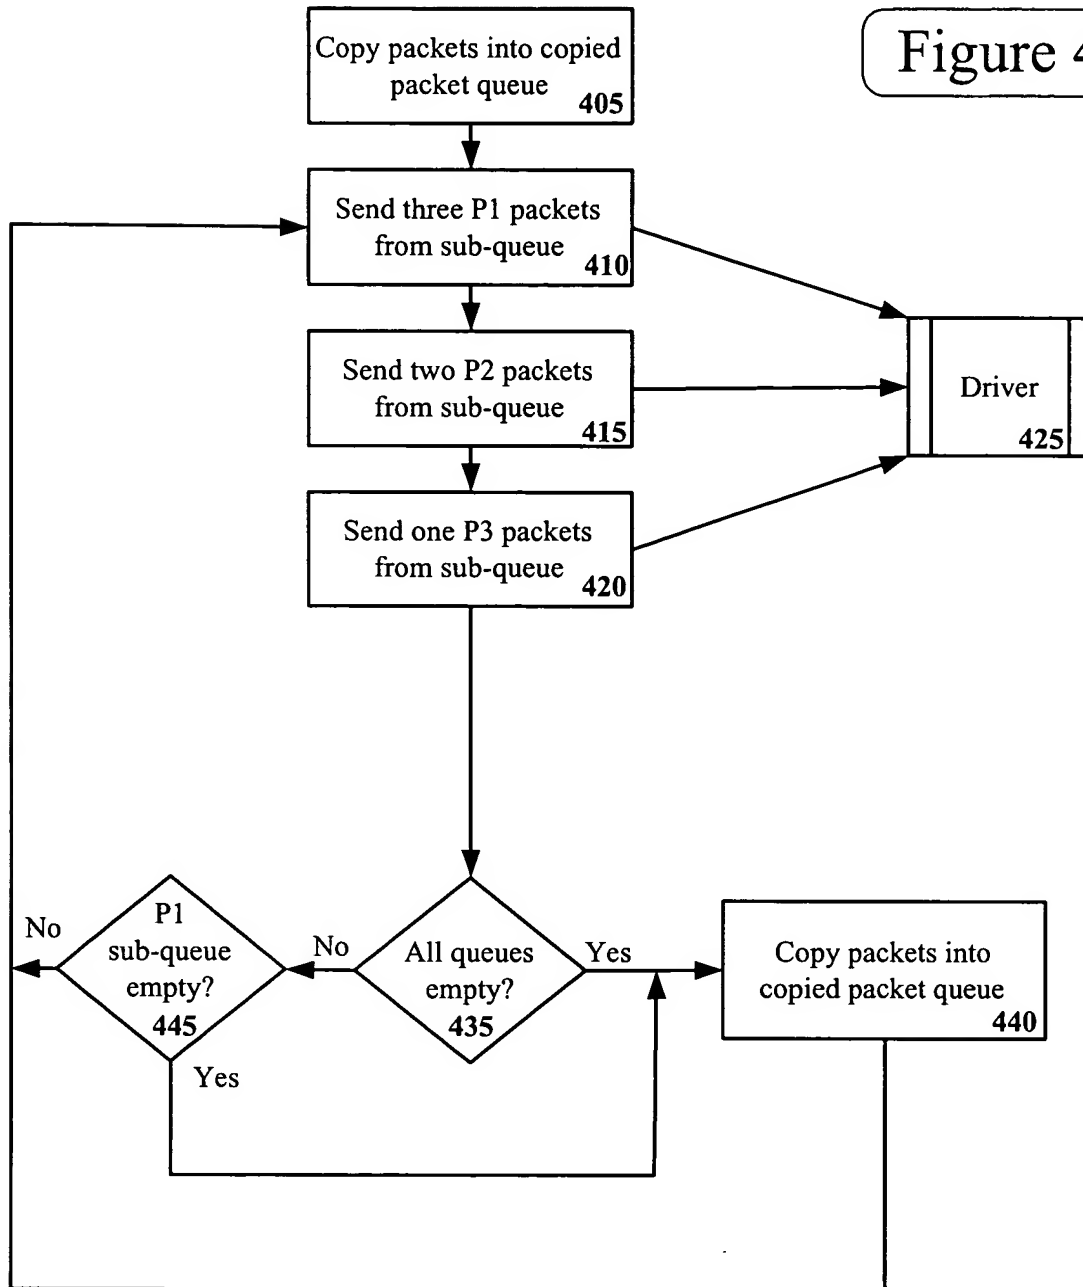 Copy packets into copied
packet queue
405
Figure 4
Send three P1 packets
from sub-queue
410
Send two P2 packets
from sub-queue
415
Driver
425
Send one P3 packets
from sub-queue
420
No
P1
sub-queue
empty?
445
No
All queues
empty?
435
Yes
Copy packets into
copied packet queue
440
Yes